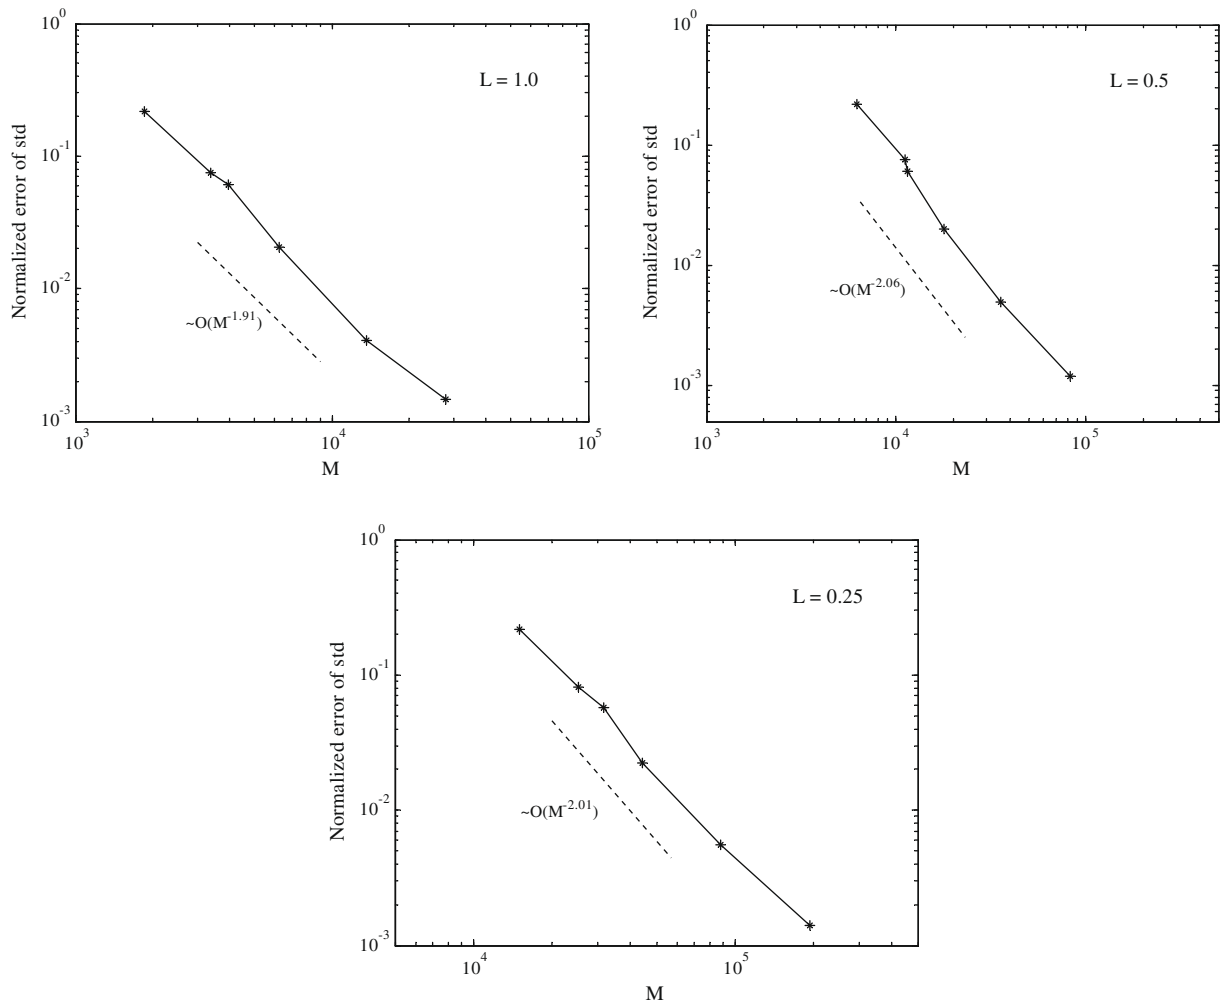 L = 1.0
Normalized error of std
10^0
10^-1
10^-2
10^-3
~O(M^-1.91)
10^3
10^4
10^5
M
L = 0.5
Normalized error of std
10^0
10^-1
10^-2
10^-3
~O(M^-2.06)
10^3
10^4
10^5
M
L = 0.25
Normalized error of std
10^0
10^-1
10^-2
10^-3
~O(M^-2.01)
10^4
10^5
M